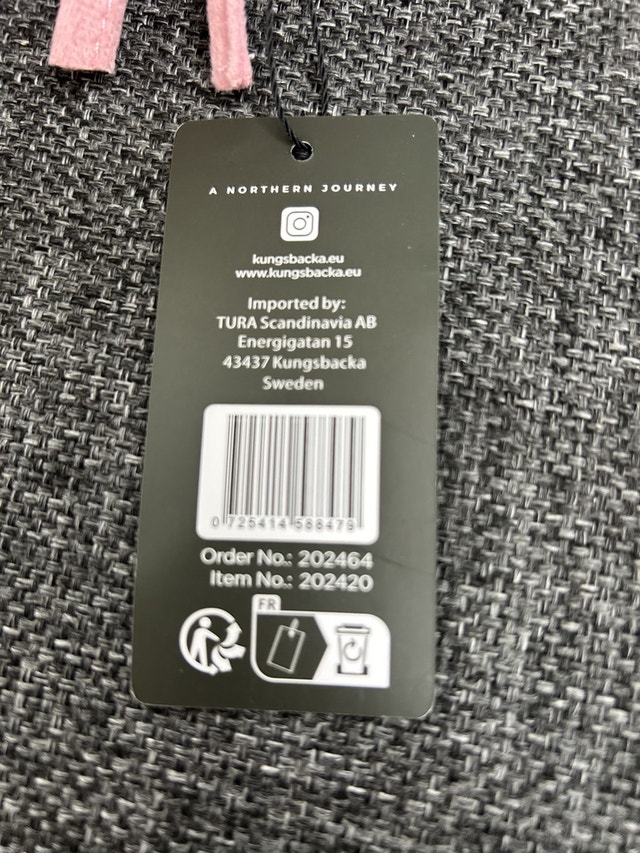 A NORTHERN JOURNEY
kungsbacka.eu
www.kungsbacka.eu
Imported by:
TURA Scandinavia AB
Energigatan 15
43437 Kungsbacka
Sweden
0 725414 588479
Order No.: 202464
Item No.: 202420
FR